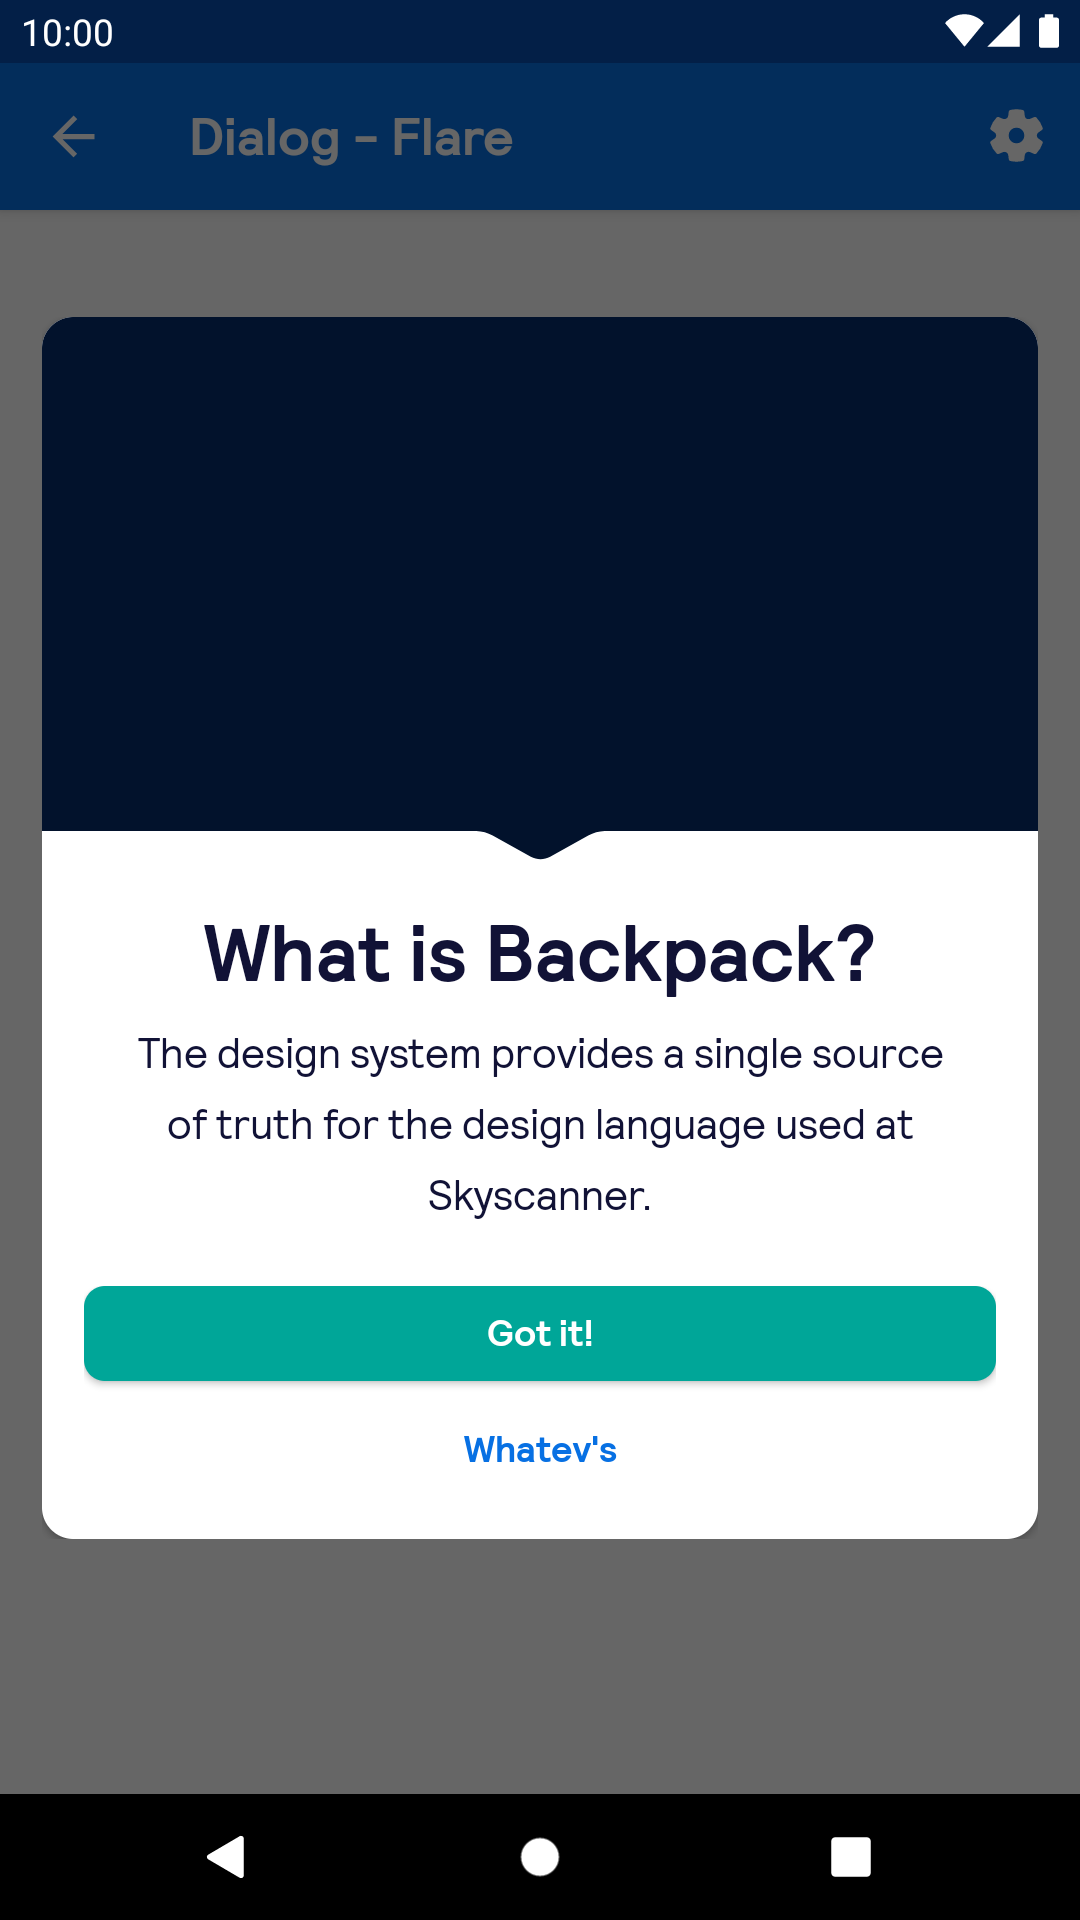 10:00
Dialog - Flare
What is Backpack?
The design system provides a single source
of truth for the design language used at
Skyscanner.
Got it!
Whatev's